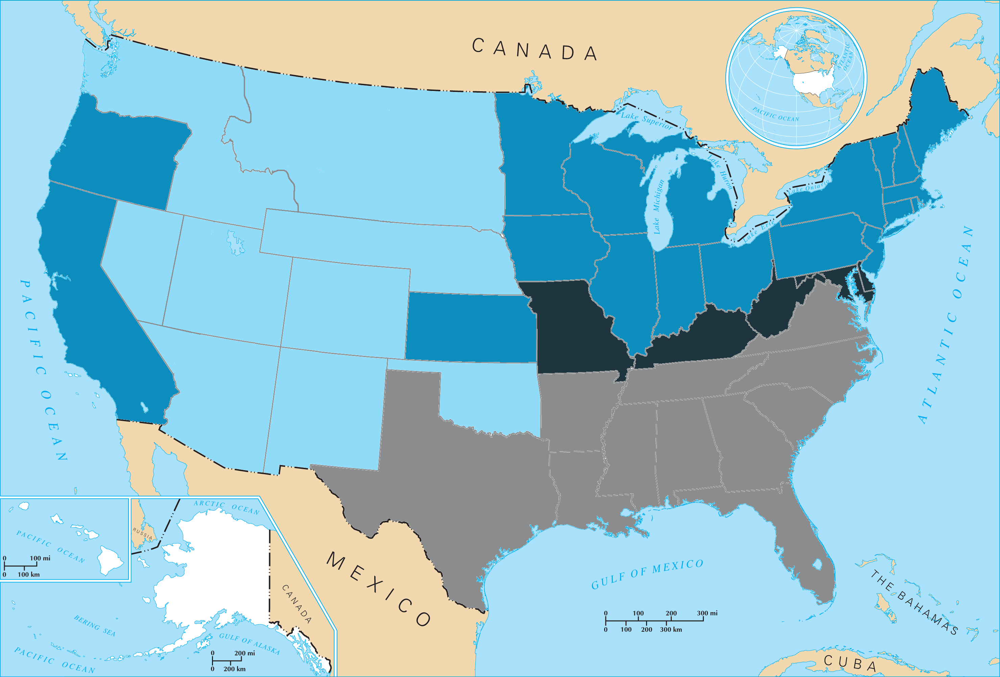 CANADA
ATLANTIC
OCEAN
PACIFIC OCEAN
Lake Superior
Lake Huron
Lake Michigan
Lake Ontario
Lake Erie
PACIFIC OCEAN
ATLANTIC OCEAN
ARCTIC OCEAN
RUSSIA
PACIFIC OCEAN
0 100 mi
0 100 km
MEXICO
GULF OF MEXICO
THE BAHAMAS
CANADA
BERING SEA
GULF OF ALASKA
PACIFIC OCEAN
0 200 mi
0 200 km
0 100 200 300 mi
0 100 200 300 km
CUBA